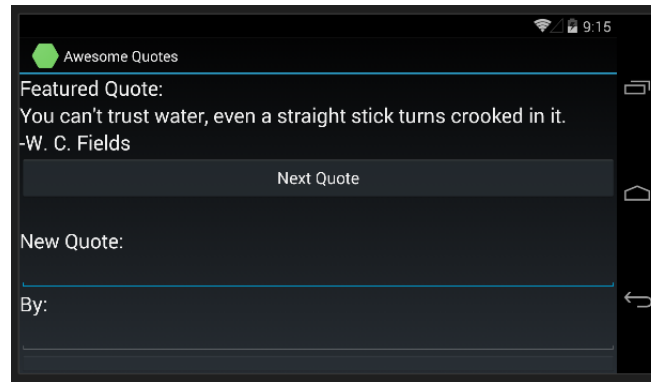 9:15
Awesome Quotes
Featured Quote:
You can't trust water, even a straight stick turns crooked in it.
-W. C. Fields
Next Quote
New Quote:
By: